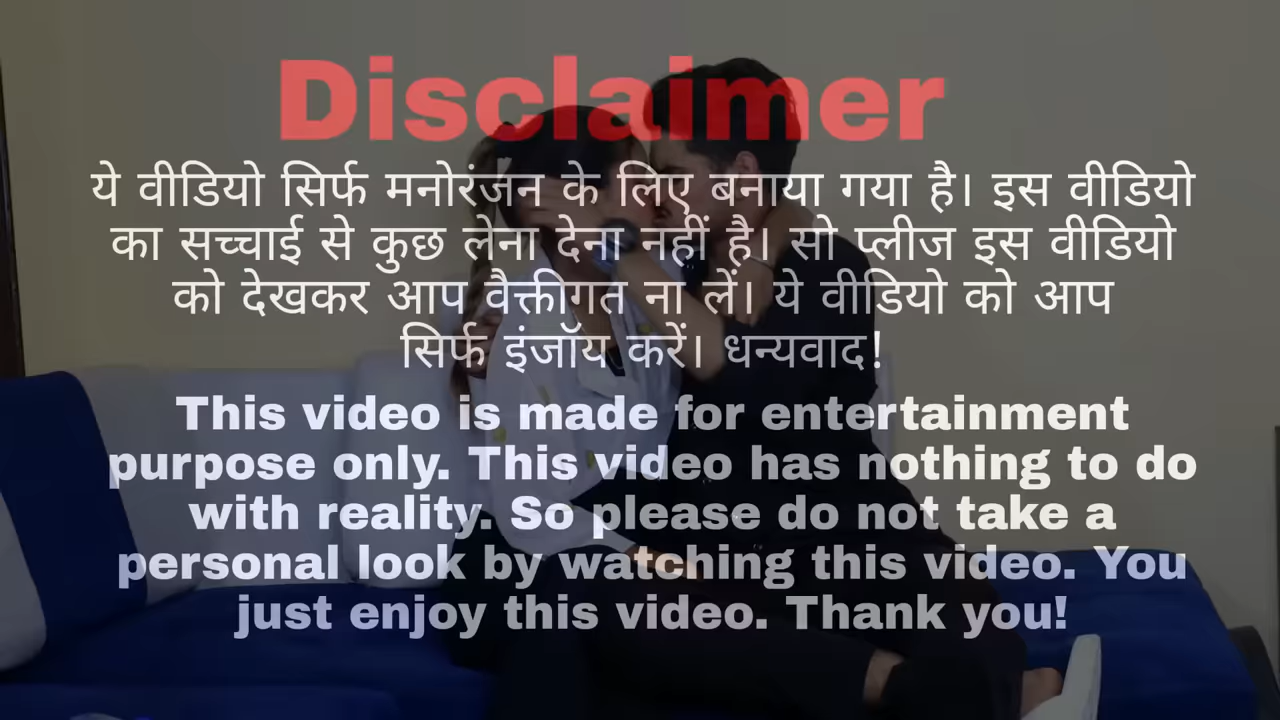 Disclaimer
ये वीडियो सिर्फ मनोरंजन के लिए बनाया गया है। इस वीडियो
का सच्चाई से कुछ लेना देना नहीं है। सो प्लीज इस वीडियो
को देखकर आप वैक्तीगत ना लें। ये वीडियो को आप
सिर्फ इंजॉय करें। धन्यवाद!
This video is made for entertainment
purpose only. This video has nothing to do
with reality. So please do not take a
personal look by watching this video. You
just enjoy this video. Thank you!